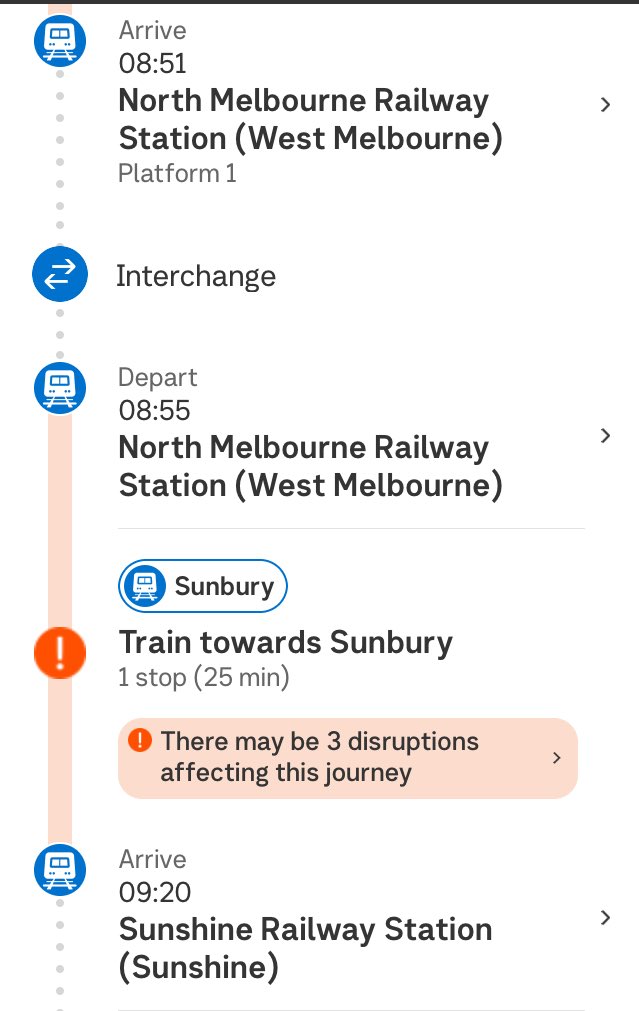 Arrive
08:51
North Melbourne Railway
Station (West Melbourne)
Platform 1
Interchange
Depart
08:55
North Melbourne Railway
Station (West Melbourne)
Sunbury
Train towards Sunbury
1 stop (25 min)
There may be 3 disruptions
affecting this journey
Arrive
09:20
Sunshine Railway Station
(Sunshine)